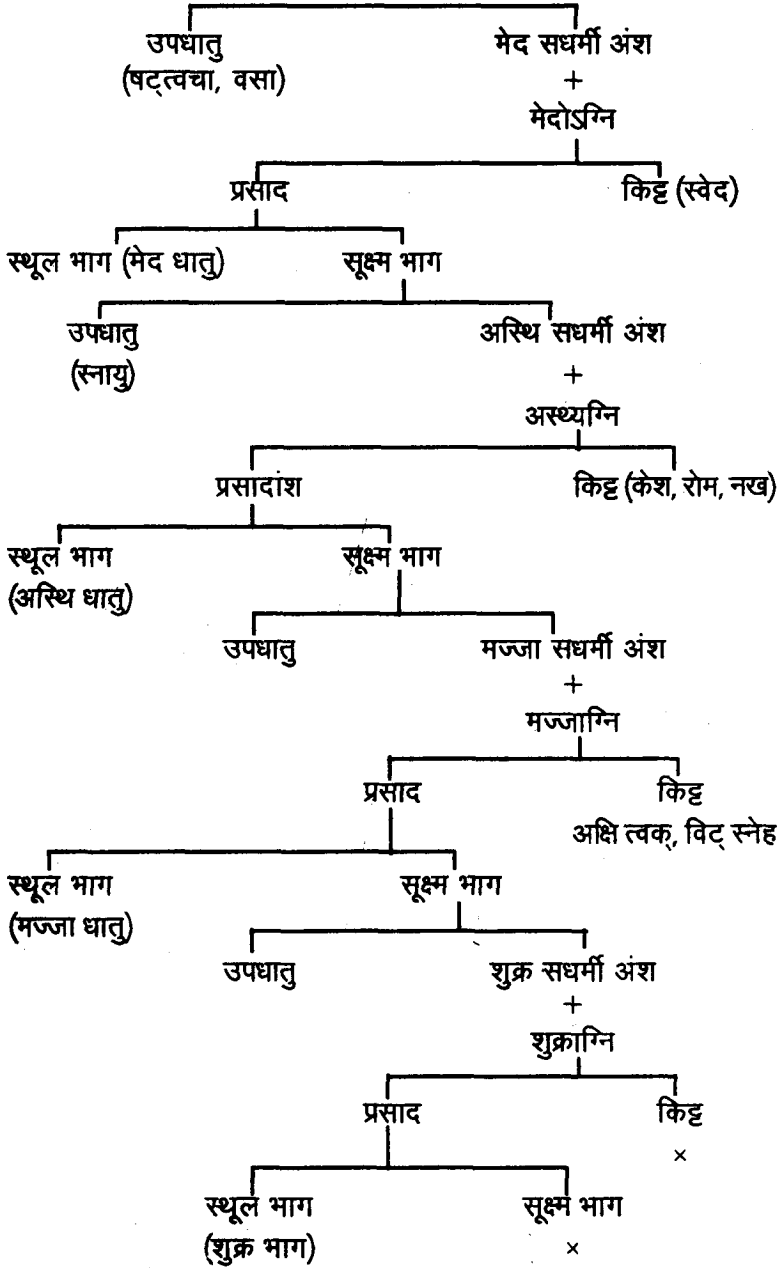 उपधातु मेद सधर्मी अंश
(षट्त्वचा, वसा) +
मेदोऽग्नि
प्रसाद किट्ट (स्वेद)
स्थूल भाग (मेद धातु) सूक्ष्म भाग
उपधातु अस्थि सधर्मी अंश
(स्नायु) +
अस्थ्यग्नि
प्रसादांश किट्ट (केश, रोम, नख)
स्थूल भाग सूक्ष्म भाग
(अस्थि धातु)
उपधातु मज्जा सधर्मी अंश
+
मज्जाग्नि
प्रसाद किट्ट
अक्षि त्वक्, विट् स्नेह
स्थूल भाग सूक्ष्म भाग
(मज्जा धातु)
उपधातु शुक्र सधर्मी अंश
+
शुक्राग्नि
प्रसाद किट्ट
×
स्थूल भाग सूक्ष्म भाग
(शुक्र भाग) ×